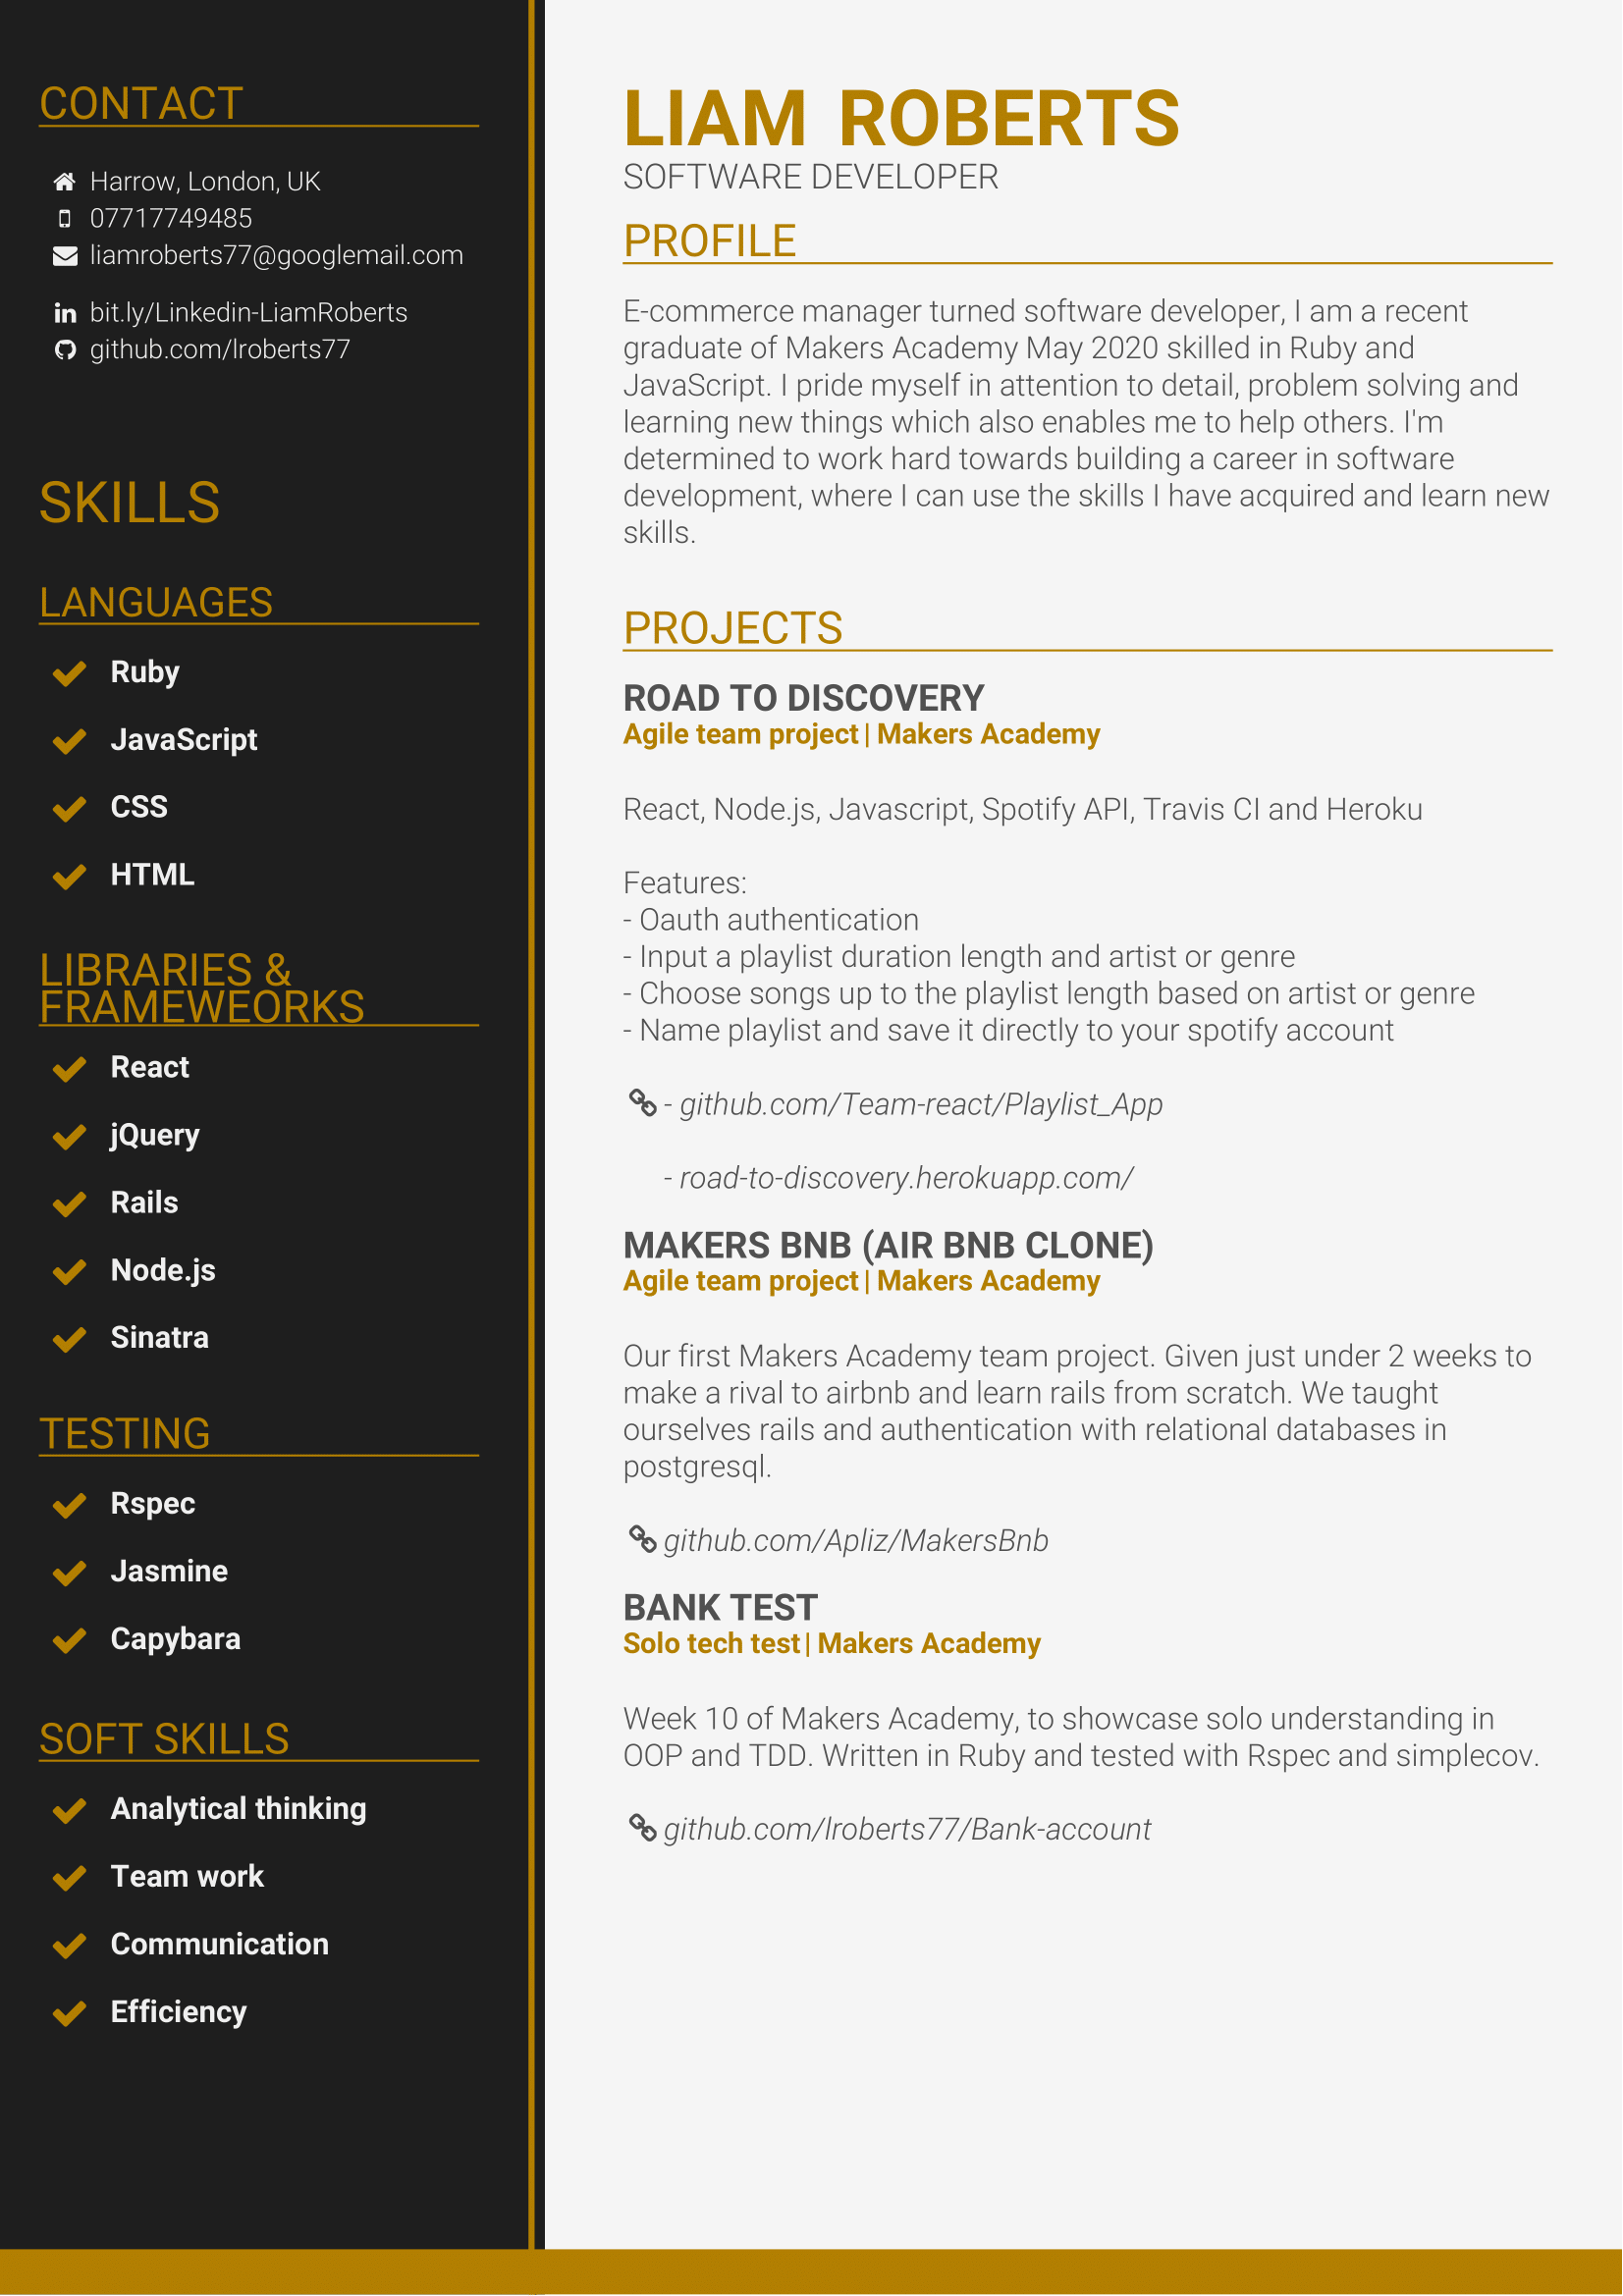 CONTACT
Harrow, London, UK
07717749485
liamroberts77@googlemail.com
bit.ly/Linkedin-LiamRoberts
github.com/lroberts77
SKILLS
LANGUAGES
Ruby
JavaScript
CSS
HTML
LIBRARIES &
FRAMEWEORKS
React
jQuery
Rails
Node.js
Sinatra
TESTING
Rspec
Jasmine
Capybara
SOFT SKILLS
Analytical thinking
Team work
Communication
Efficiency
LIAM ROBERTS
SOFTWARE DEVELOPER
PROFILE
E-commerce manager turned software developer, I am a recent
graduate of Makers Academy May 2020 skilled in Ruby and
JavaScript. I pride myself in attention to detail, problem solving and
learning new things which also enables me to help others. I'm
determined to work hard towards building a career in software
development, where I can use the skills I have acquired and learn new
skills.
PROJECTS
ROAD TO DISCOVERY
Agile team project | Makers Academy
React, Node.js, Javascript, Spotify API, Travis CI and Heroku
Features:
- Oauth authentication
- Input a playlist duration length and artist or genre
- Choose songs up to the playlist length based on artist or genre
- Name playlist and save it directly to your spotify account
- github.com/Team-react/Playlist_App
- road-to-discovery.herokuapp.com/
MAKERS BNB (AIR BNB CLONE)
Agile team project | Makers Academy
Our first Makers Academy team project. Given just under 2 weeks to
make a rival to airbnb and learn rails from scratch. We taught
ourselves rails and authentication with relational databases in
postgresql.
github.com/Apliz/MakersBnb
BANK TEST
Solo tech test | Makers Academy
Week 10 of Makers Academy, to showcase solo understanding in
OOP and TDD. Written in Ruby and tested with Rspec and simplecov.
github.com/lroberts77/Bank-account